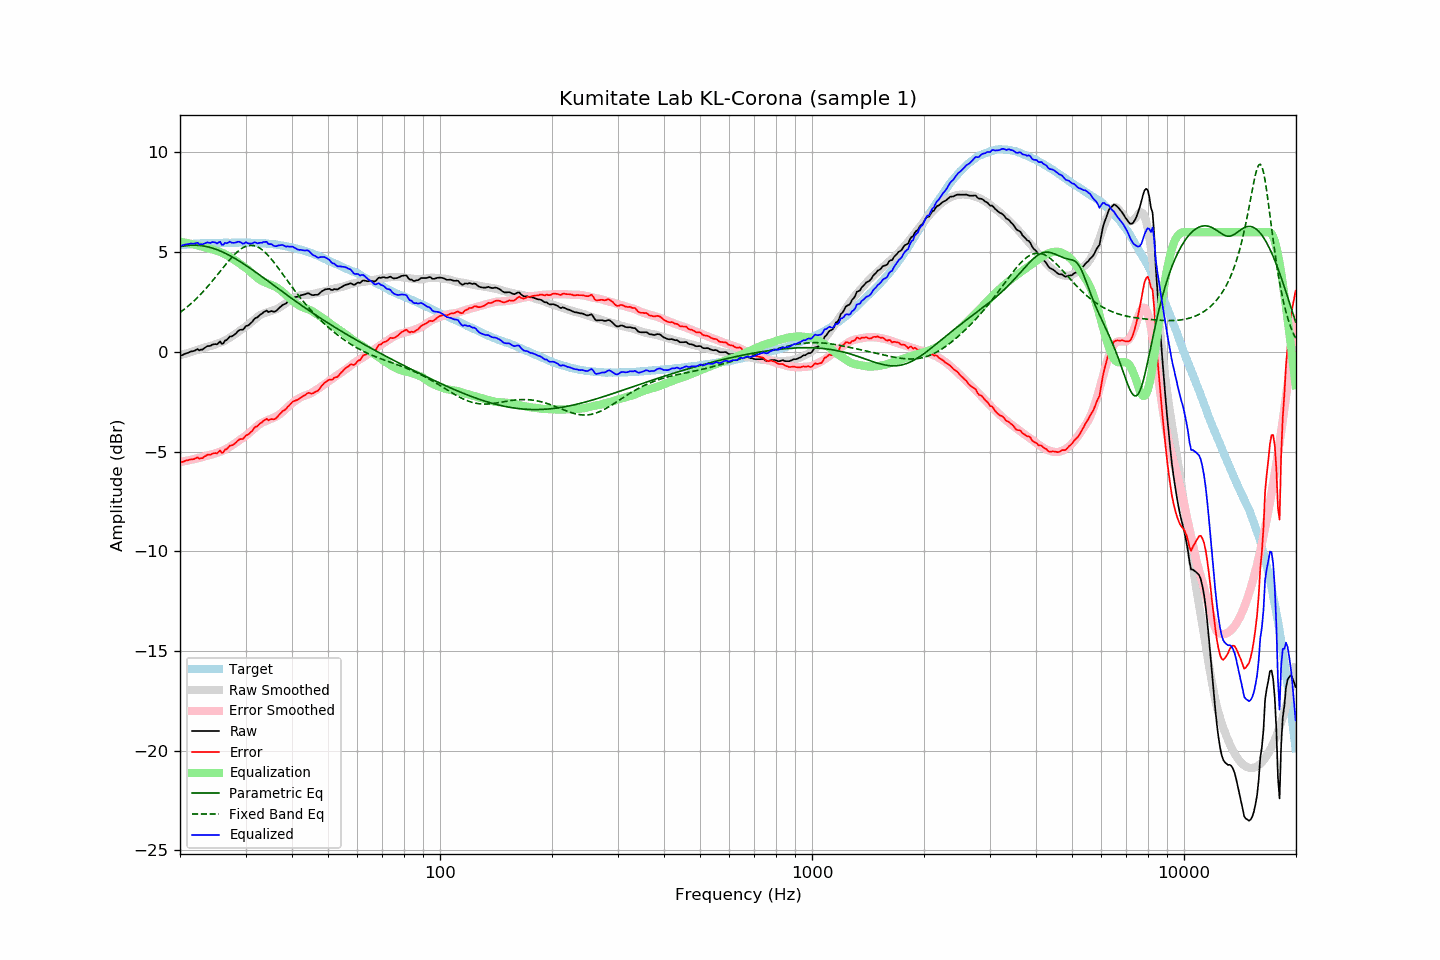 Kumitate Lab KL-Corona (sample 1)
10
5
0
−5
−10
−15
−20
−25
Amplitude (dBr)
Target
Raw Smoothed
Error Smoothed
Raw
Error
Equalization
Parametric Eq
Fixed Band Eq
Equalized
100
1000
10000
Frequency (Hz)